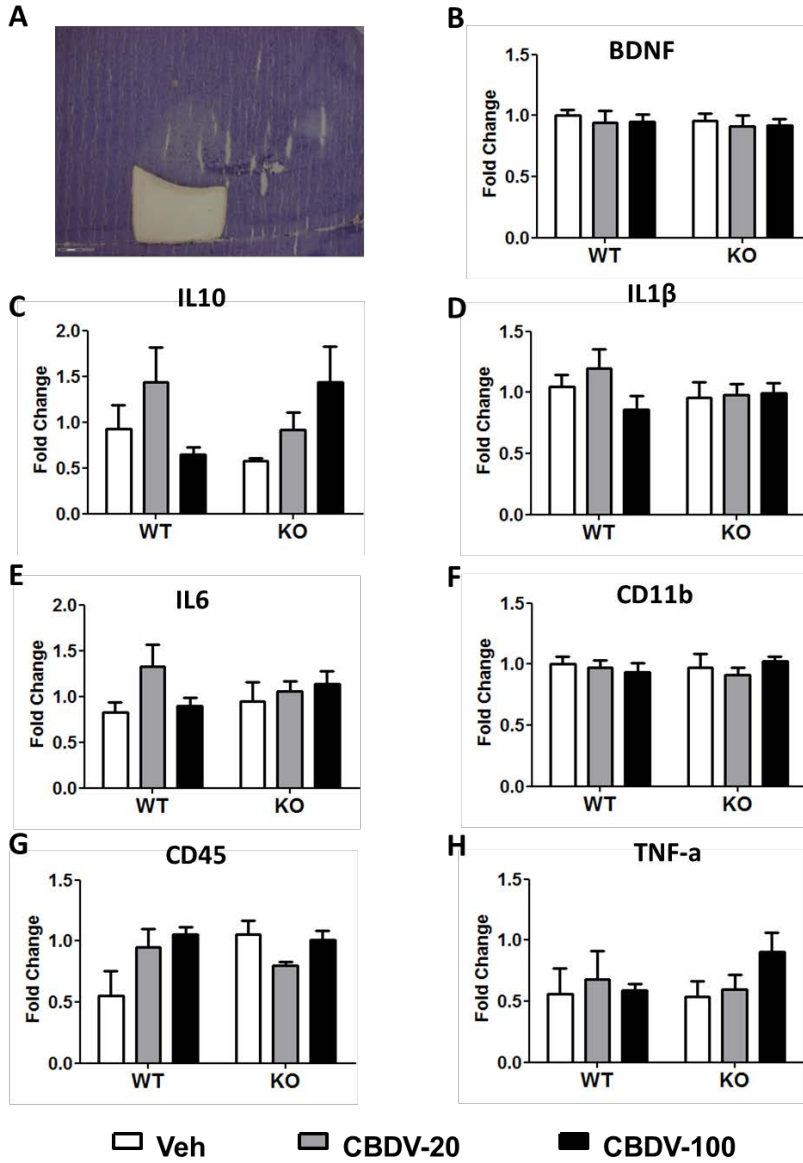 A
B
BDNF
Fold Change
1.5
1.0
0.5
0.0
WT KO
C
IL10
Fold Change
2.0
1.5
1.0
0.5
0.0
WT KO
D
IL1β
Fold Change
1.5
1.0
0.5
0.0
WT KO
E
IL6
Fold Change
2.0
1.5
1.0
0.5
0.0
WT KO
F
CD11b
Fold Change
1.5
1.0
0.5
0.0
WT KO
G
CD45
Fold Change
1.5
1.0
0.5
0.0
WT KO
H
TNF-a
Fold Change
1.5
1.0
0.5
0.0
WT KO
Veh CBDV-20 CBDV-100